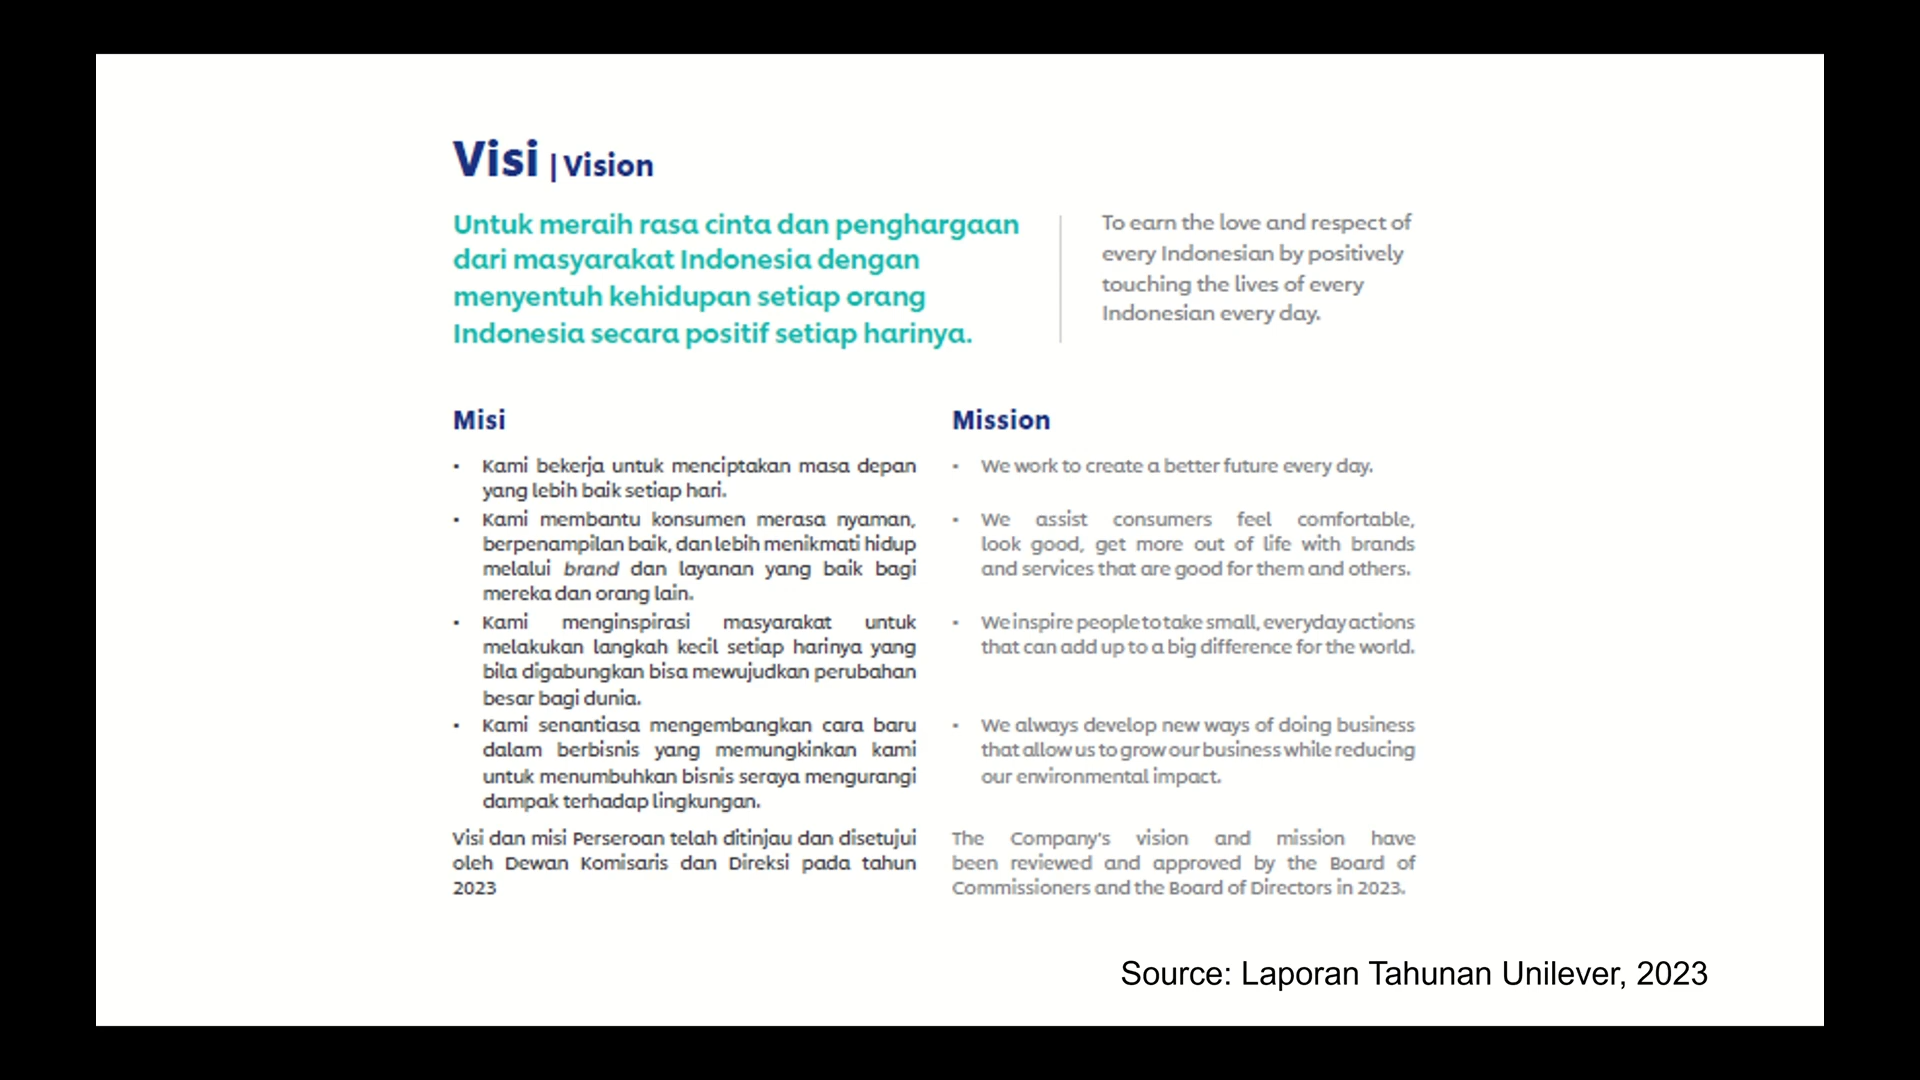 Visi | Vision
Untuk meraih rasa cinta dan penghargaan
dari masyarakat Indonesia dengan
menyentuh kehidupan setiap orang
Indonesia secara positif setiap harinya.
To earn the love and respect of
every Indonesian by positively
touching the lives of every
Indonesian every day.
Misi
• Kami bekerja untuk menciptakan masa depan
yang lebih baik setiap hari.
• Kami membantu konsumen merasa nyaman,
berpenampilan baik, dan lebih menikmati hidup
melalui brand dan layanan yang baik bagi
mereka dan orang lain.
• Kami menginspirasi masyarakat untuk
melakukan langkah kecil setiap harinya yang
bila digabungkan bisa mewujudkan perubahan
besar bagi dunia.
• Kami senantiasa mengembangkan cara baru
dalam berbisnis yang memungkinkan kami
untuk menumbuhkan bisnis seraya mengurangi
dampak terhadap lingkungan.
Visi dan misi Perseroan telah ditinjau dan disetujui
oleh Dewan Komisaris dan Direksi pada tahun
2023
Mission
• We work to create a better future every day.
• We assist consumers feel comfortable,
look good, get more out of life with brands
and services that are good for them and others.
• We inspire people to take small, everyday actions
that can add up to a big difference for the world.
• We always develop new ways of doing business
that allow us to grow our business while reducing
our environmental impact.
The Company's vision and mission have
been reviewed and approved by the Board of
Commissioners and the Board of Directors in 2023.
Source: Laporan Tahunan Unilever, 2023